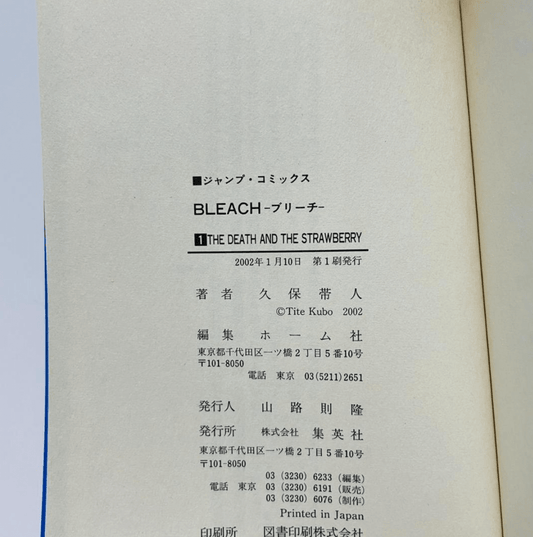 ■ジャンプ・コミックス
BLEACH-ブリーチ-
1 THE DEATH AND THE STRAWBERRY
2002年1月10日 第1刷発行
著者 久保帯人
©Tite Kubo 2002
編集 ホーム社
東京都千代田区一ツ橋2丁目5番10号
〒101-8050
電話 東京 03(5211)2651
発行人 山路則隆
発行所 株式会社 集英社
東京都千代田区一ツ橋2丁目5番10号
〒101-8050
03(3230)6233(編集)
電話 東京 03(3230)6191(販売)
03(3230)6076(制作)
Printed in Japan
印刷所 図書印刷株式会社